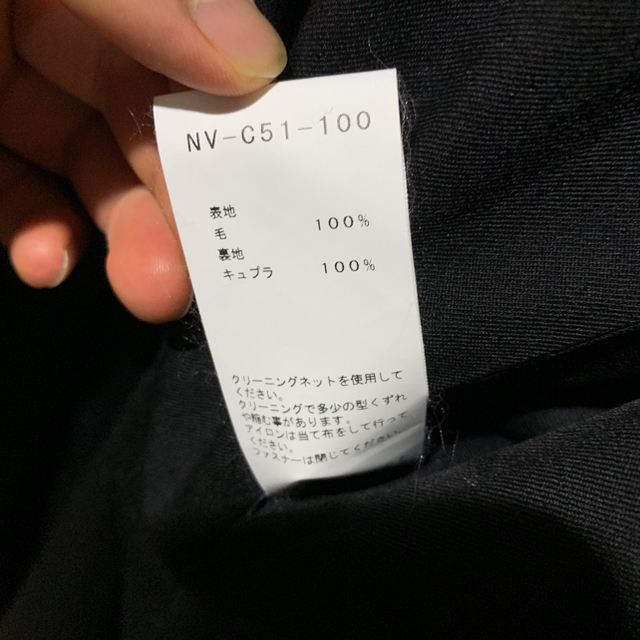 NV-C51-100
表地
毛 100%
裏地
キュプラ 100%
クリーニングネットを使用して
ください。
クリーニングで多少の型くずれ
や縮む事があります。
アイロンは当て布をして行って
ください。
ファスナーは閉じてください。